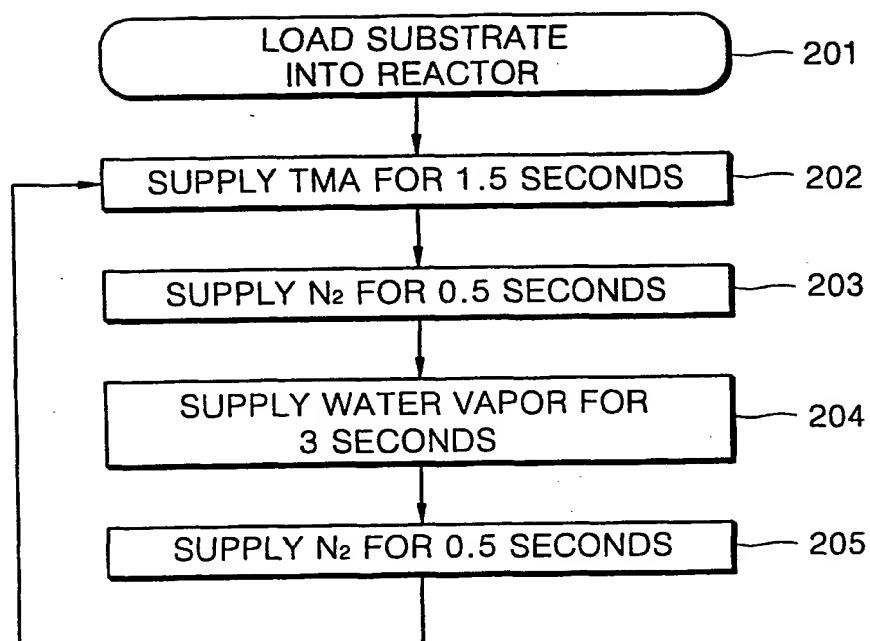 LOAD SUBSTRATE
INTO REACTOR
201
SUPPLY TMA FOR 1.5 SECONDS
202
SUPPLY N₂ FOR 0.5 SECONDS
203
SUPPLY WATER VAPOR FOR
3 SECONDS
204
SUPPLY N₂ FOR 0.5 SECONDS
205